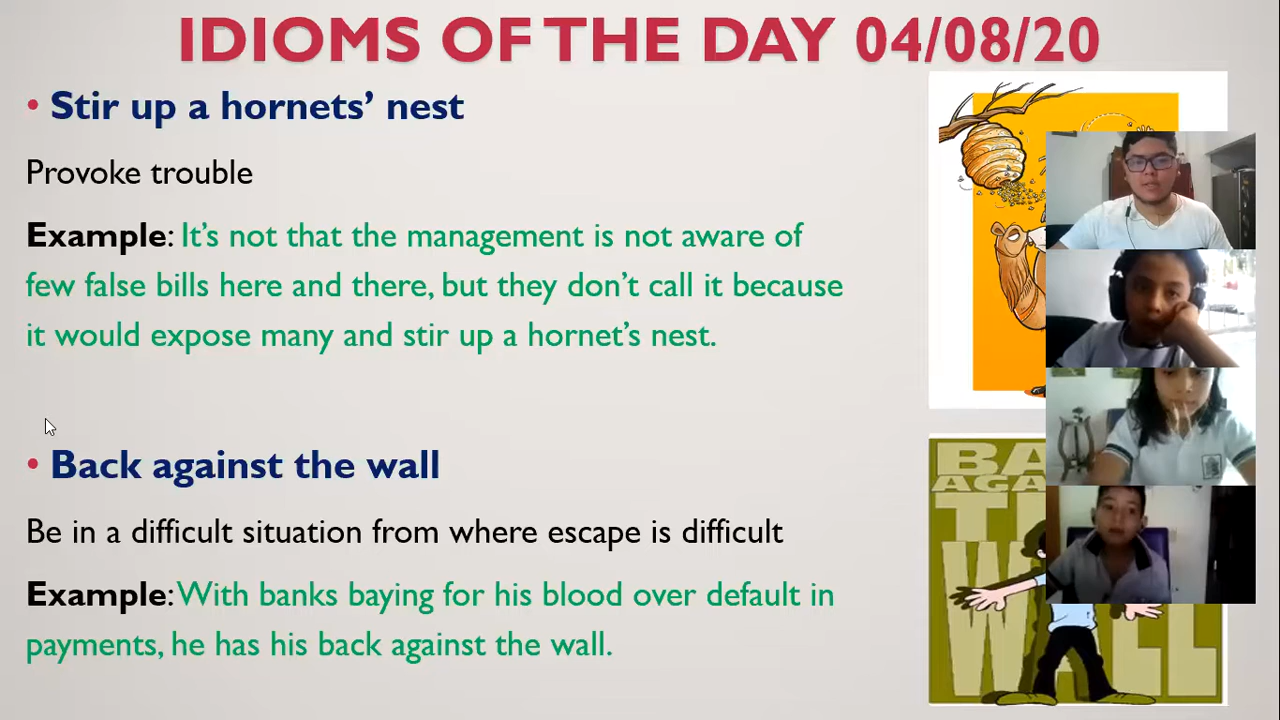 IDIOMS OF THE DAY 04/08/20
• Stir up a hornets’ nest
Provoke trouble
Example: It’s not that the management is not aware of
few false bills here and there, but they don’t call it because
it would expose many and stir up a hornet’s nest.
• Back against the wall
Be in a difficult situation from where escape is difficult
Example: With banks baying for his blood over default in
payments, he has his back against the wall.